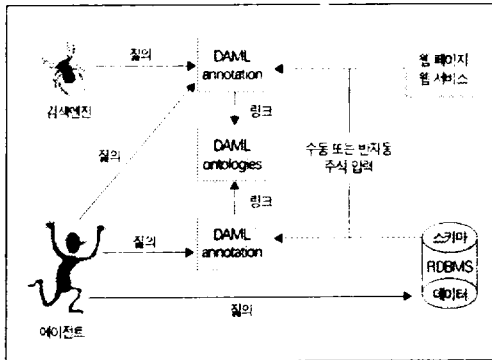 질의
DAML
annotation
웹 페이지
웹 서비스
검색엔진
링크
질의
DAML
ontologies
수동 또는 반자동
주식 입력
링크
질의
DAML
annotation
스키마
RDBMS
데이터
질의
에이전트